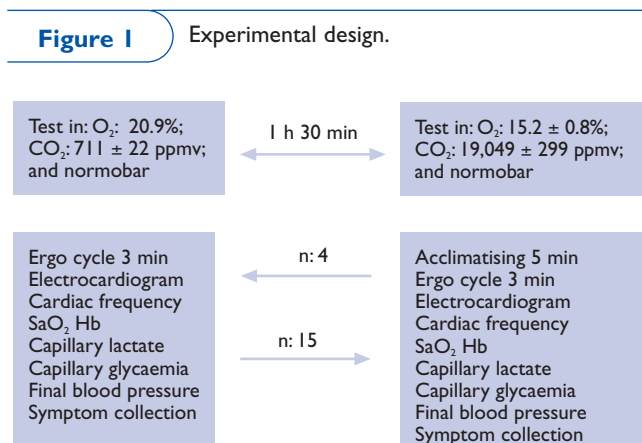 Figure 1
Experimental design.
Test in: O₂: 20.9%;
CO₂: 711 ± 22 ppmv;
and normobar
1 h 30 min
Test in: O₂: 15.2 ± 0.8%;
CO₂: 19,049 ± 299 ppmv;
and normobar
Ergo cycle 3 min
Electrocardiogram
Cardiac frequency
SaO₂ Hb
Capillary lactate
Capillary glycaemia
Final blood pressure
Symptom collection
n: 4
n: 15
Acclimatising 5 min
Ergo cycle 3 min
Electrocardiogram
Cardiac frequency
SaO₂ Hb
Capillary lactate
Capillary glycaemia
Final blood pressure
Symptom collection